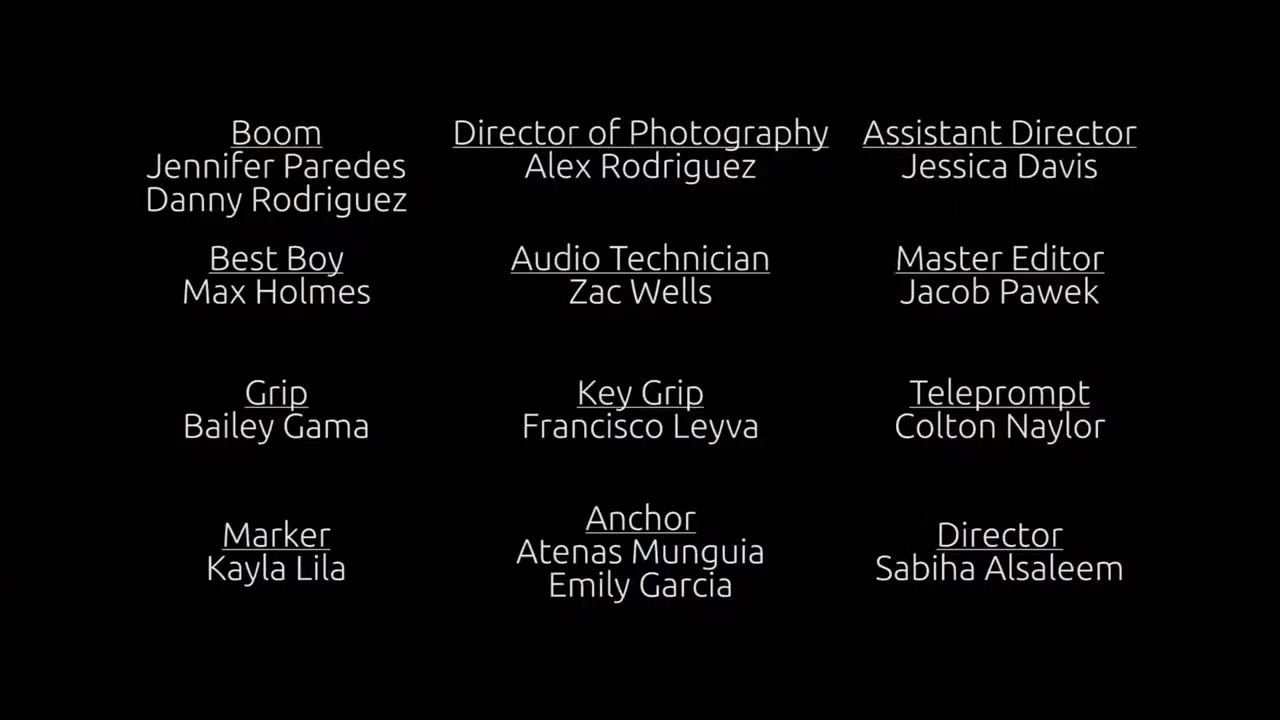 Boom
Jennifer Paredes
Danny Rodriguez
Director of Photography
Alex Rodriguez
Assistant Director
Jessica Davis
Best Boy
Max Holmes
Audio Technician
Zac Wells
Master Editor
Jacob Pawek
Grip
Bailey Gama
Key Grip
Francisco Leyva
Teleprompt
Colton Naylor
Marker
Kayla Lila
Anchor
Atenas Munguia
Emily Garcia
Director
Sabiha Alsaleem